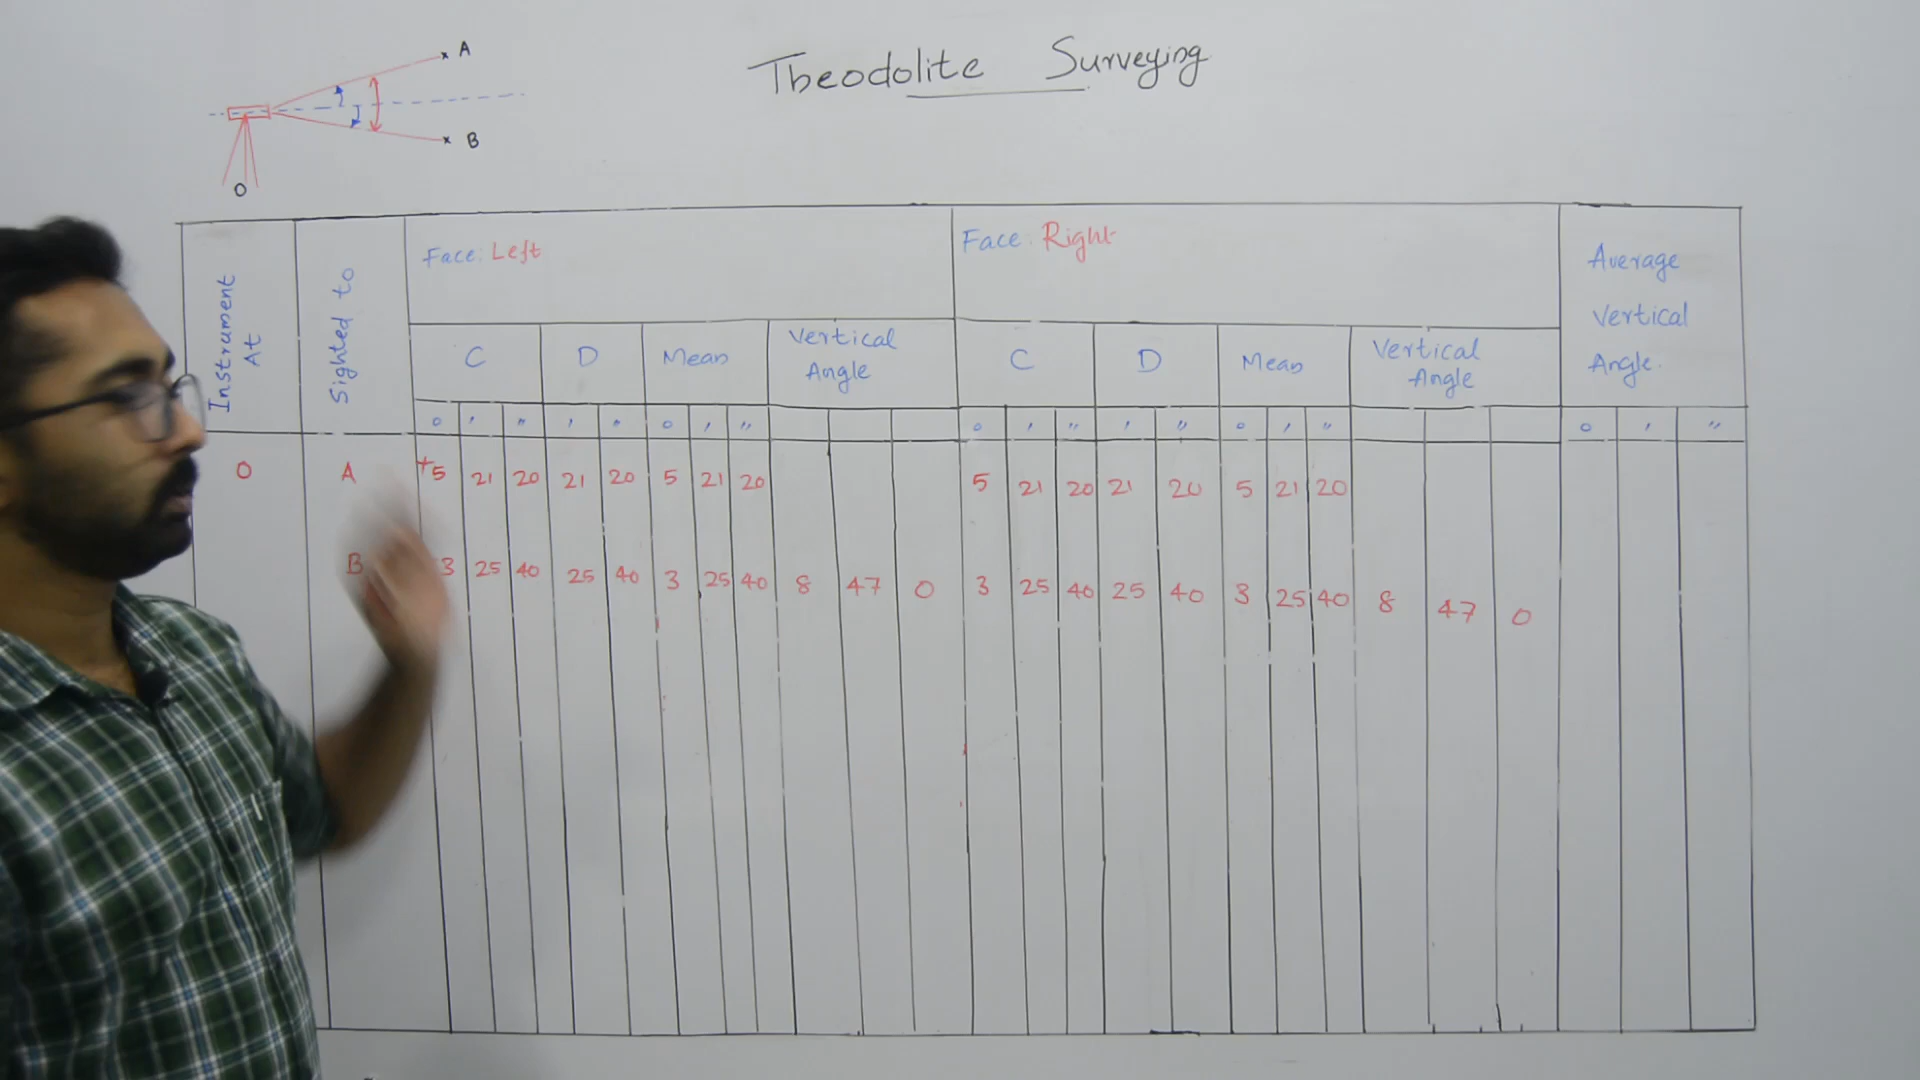 Theodolite Surveying
A
B
O
Instrument At
Sighted to
Face: Left
Face: Right
Average Vertical Angle.
C D Mean Vertical Angle C D Mean Vertical Angle
° ' " ' " ° ' " ° ' " ' " ° ' " ° ' "
O A +5 21 20 21 20 5 21 20 5 21 20 21 20 5 21 20
B 3 25 40 25 40 3 25 40 8 47 0 3 25 40 25 40 3 25 40 8 47 0